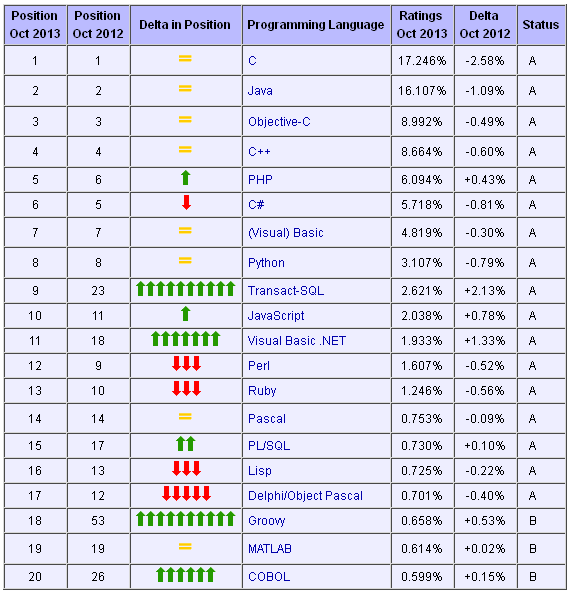 Position Oct 2013 Position Oct 2012 Delta in Position Programming Language Ratings Oct 2013 Delta Oct 2012 Status
1 1 = C 17.246% -2.58% A
2 2 = Java 16.107% -1.09% A
3 3 = Objective-C 8.992% -0.49% A
4 4 = C++ 8.664% -0.60% A
5 6 ↑ PHP 6.094% +0.43% A
6 5 ↓ C# 5.718% -0.81% A
7 7 = (Visual) Basic 4.819% -0.30% A
8 8 = Python 3.107% -0.79% A
9 23 ↑↑↑↑↑↑↑↑↑↑ Transact-SQL 2.621% +2.13% A
10 11 ↑ JavaScript 2.038% +0.78% A
11 18 ↑↑↑↑↑↑↑ Visual Basic .NET 1.933% +1.33% A
12 9 ↓↓↓ Perl 1.607% -0.52% A
13 10 ↓↓↓ Ruby 1.246% -0.56% A
14 14 = Pascal 0.753% -0.09% A
15 17 ↑↑ PL/SQL 0.730% +0.10% A
16 13 ↓↓↓ Lisp 0.725% -0.22% A
17 12 ↓↓↓↓↓ Delphi/Object Pascal 0.701% -0.40% A
18 53 ↑↑↑↑↑↑↑↑↑↑ Groovy 0.658% +0.53% B
19 19 = MATLAB 0.614% +0.02% B
20 26 ↑↑↑↑↑↑ COBOL 0.599% +0.15% B